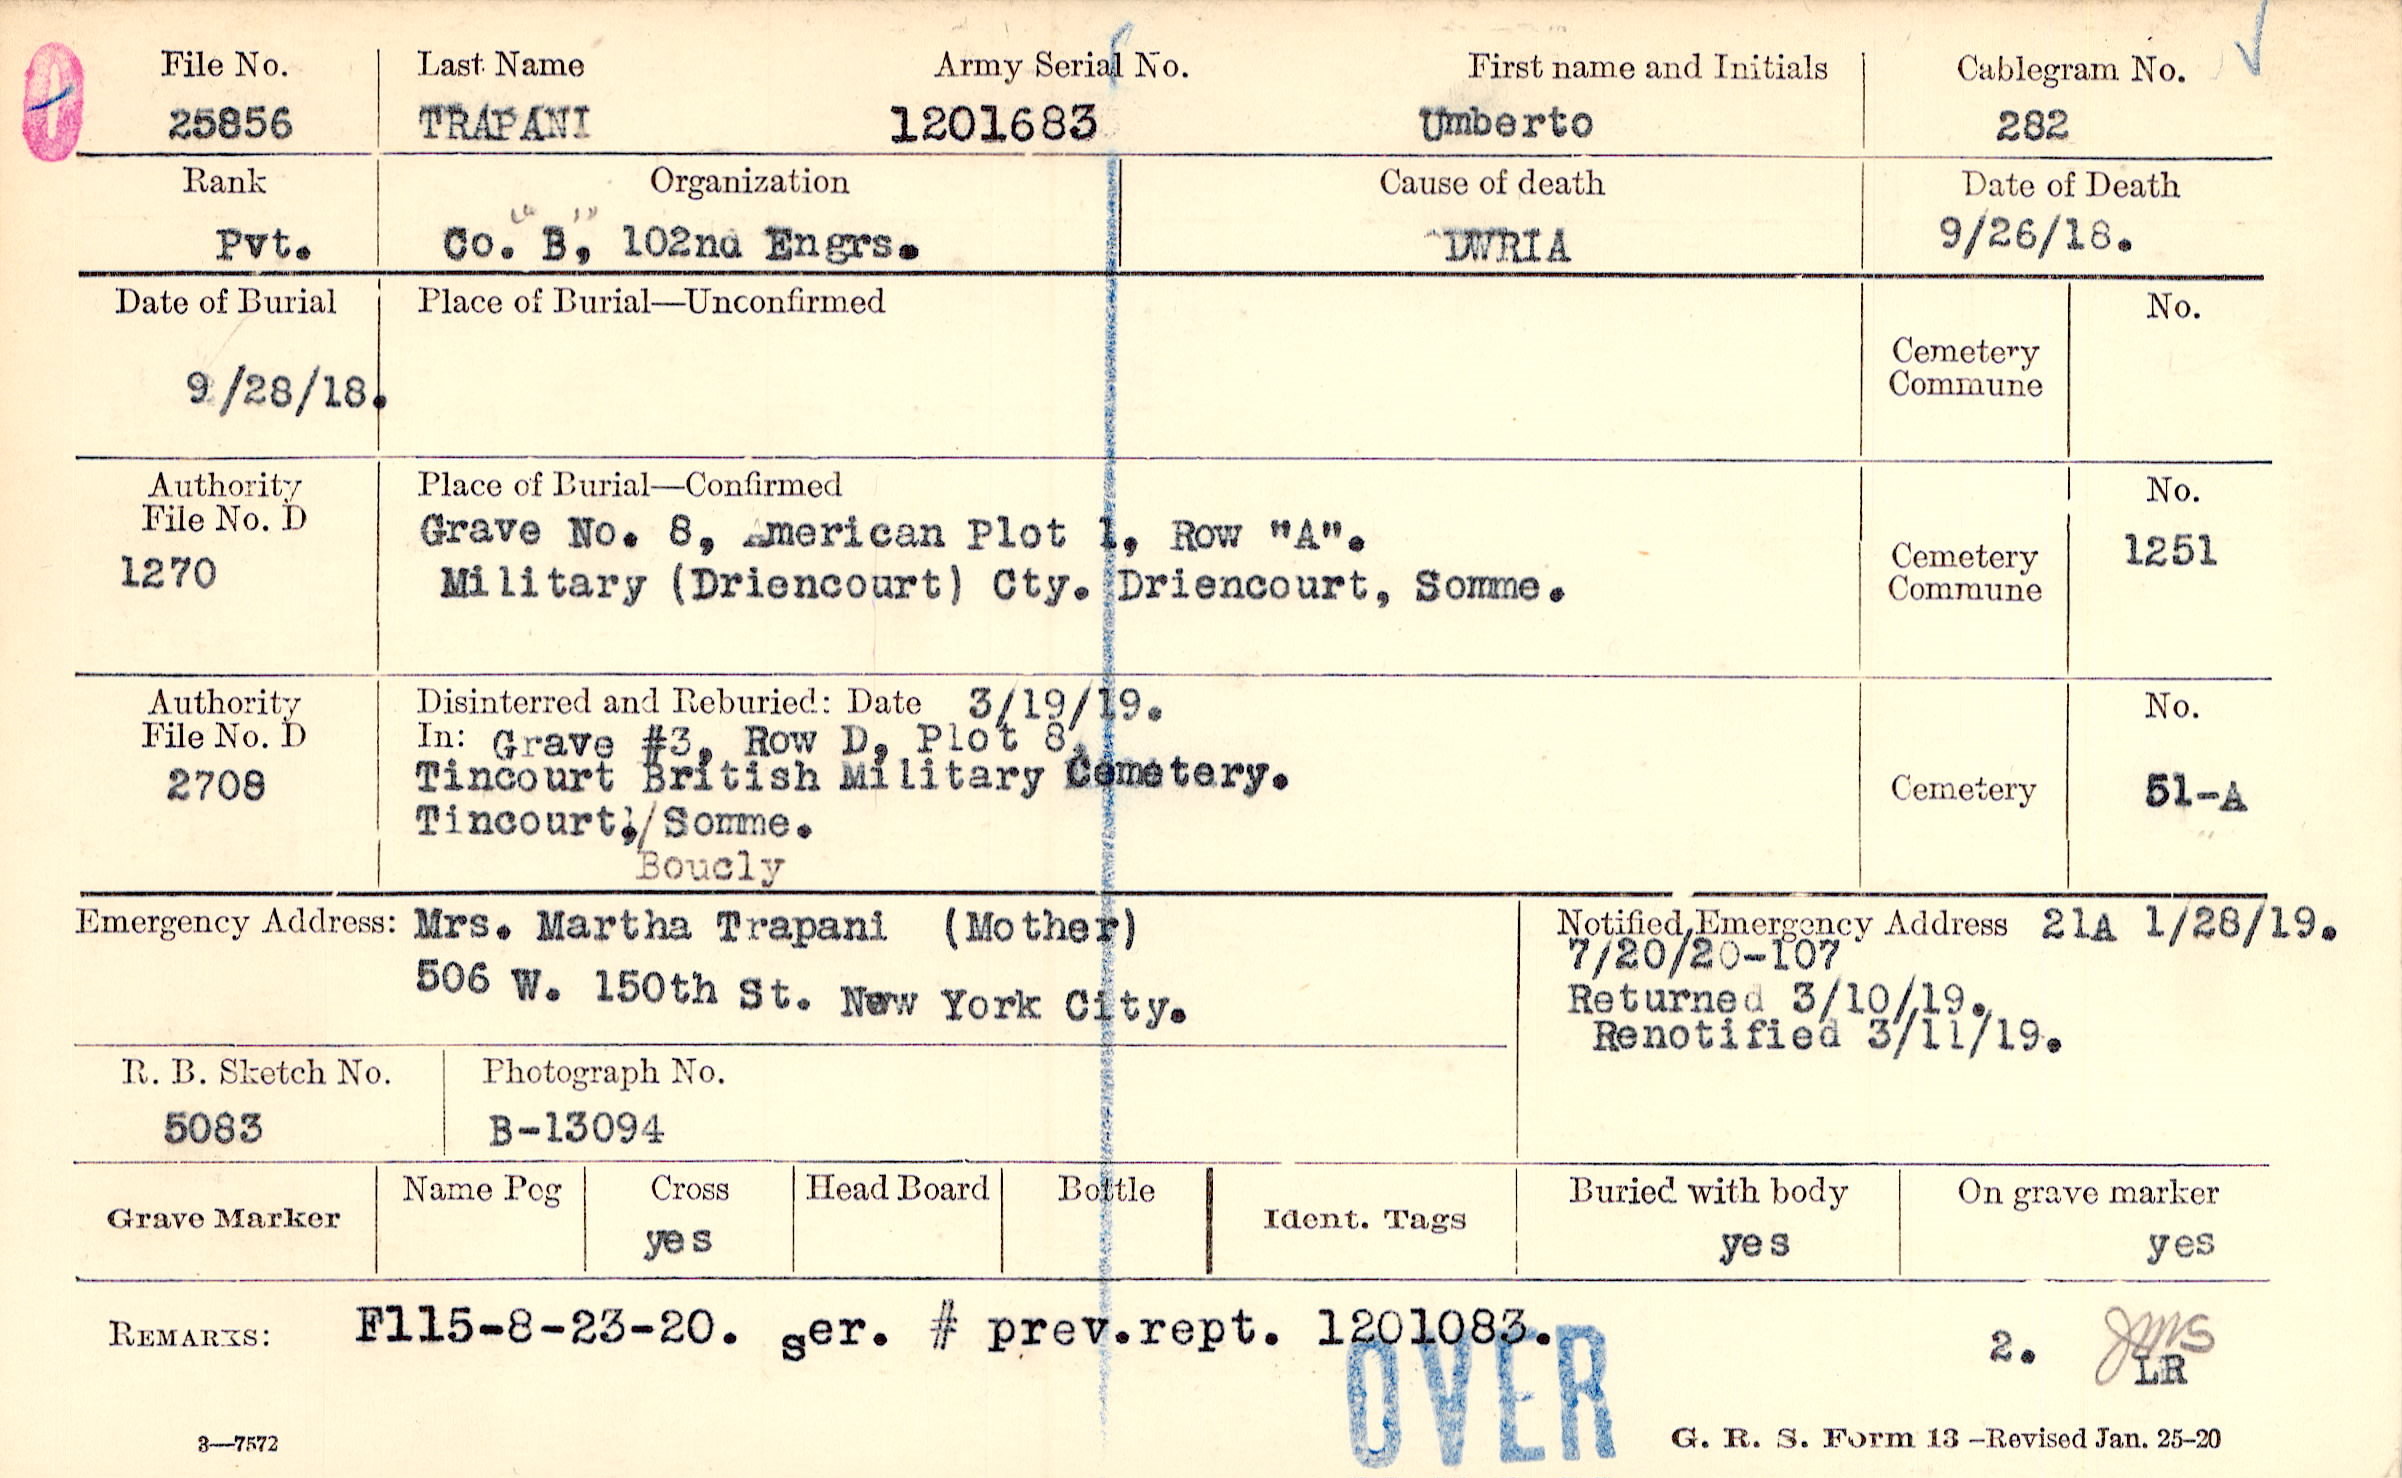 File No. Last Name Army Serial No. First name and Initials Cablegram No.
25856 TRAPANI 1201683 Umberto 282
Rank Organization Cause of death Date of Death
Pvt. Co. "B", 102nd Engrs. DWRIA 9/26/18.
Date of Burial Place of Burial—Unconfirmed No.
Cemetery
Commune
9/28/18.
Authority Place of Burial—Confirmed No.
File No. D
1270
Grave No. 8, American Plot 1, Row "A".
Military (Driencourt) Cty. Driencourt, Somme.
Cemetery 1251
Commune
Authority Disinterred and Reburied: Date 3/19/19. No.
File No. D In: Grave #3, Row D, Plot 8,
2708 Tincourt British Military Cemetery. Cemetery 51-A
Tincourt,/Somme.
Boucly
Emergency Address: Mrs. Martha Trapani (Mother)
506 W. 150th St. New York City.
Notified Emergency Address 21A 1/28/19.
7/20/20-107
Returned 3/10/19.
Renotified 3/11/19.
R. B. Sketch No. Photograph No.
5083 B-13094
Grave Marker Name Peg Cross Head Board Bottle Ident. Tags Buried with body On grave marker
yes yes yes
REMARKS: F115-8-23-20. ser. # prev.rept. 1201083.
OVER
2. JMS
LR
3—7572 G. R. S. Form 13 -Revised Jan. 25-20